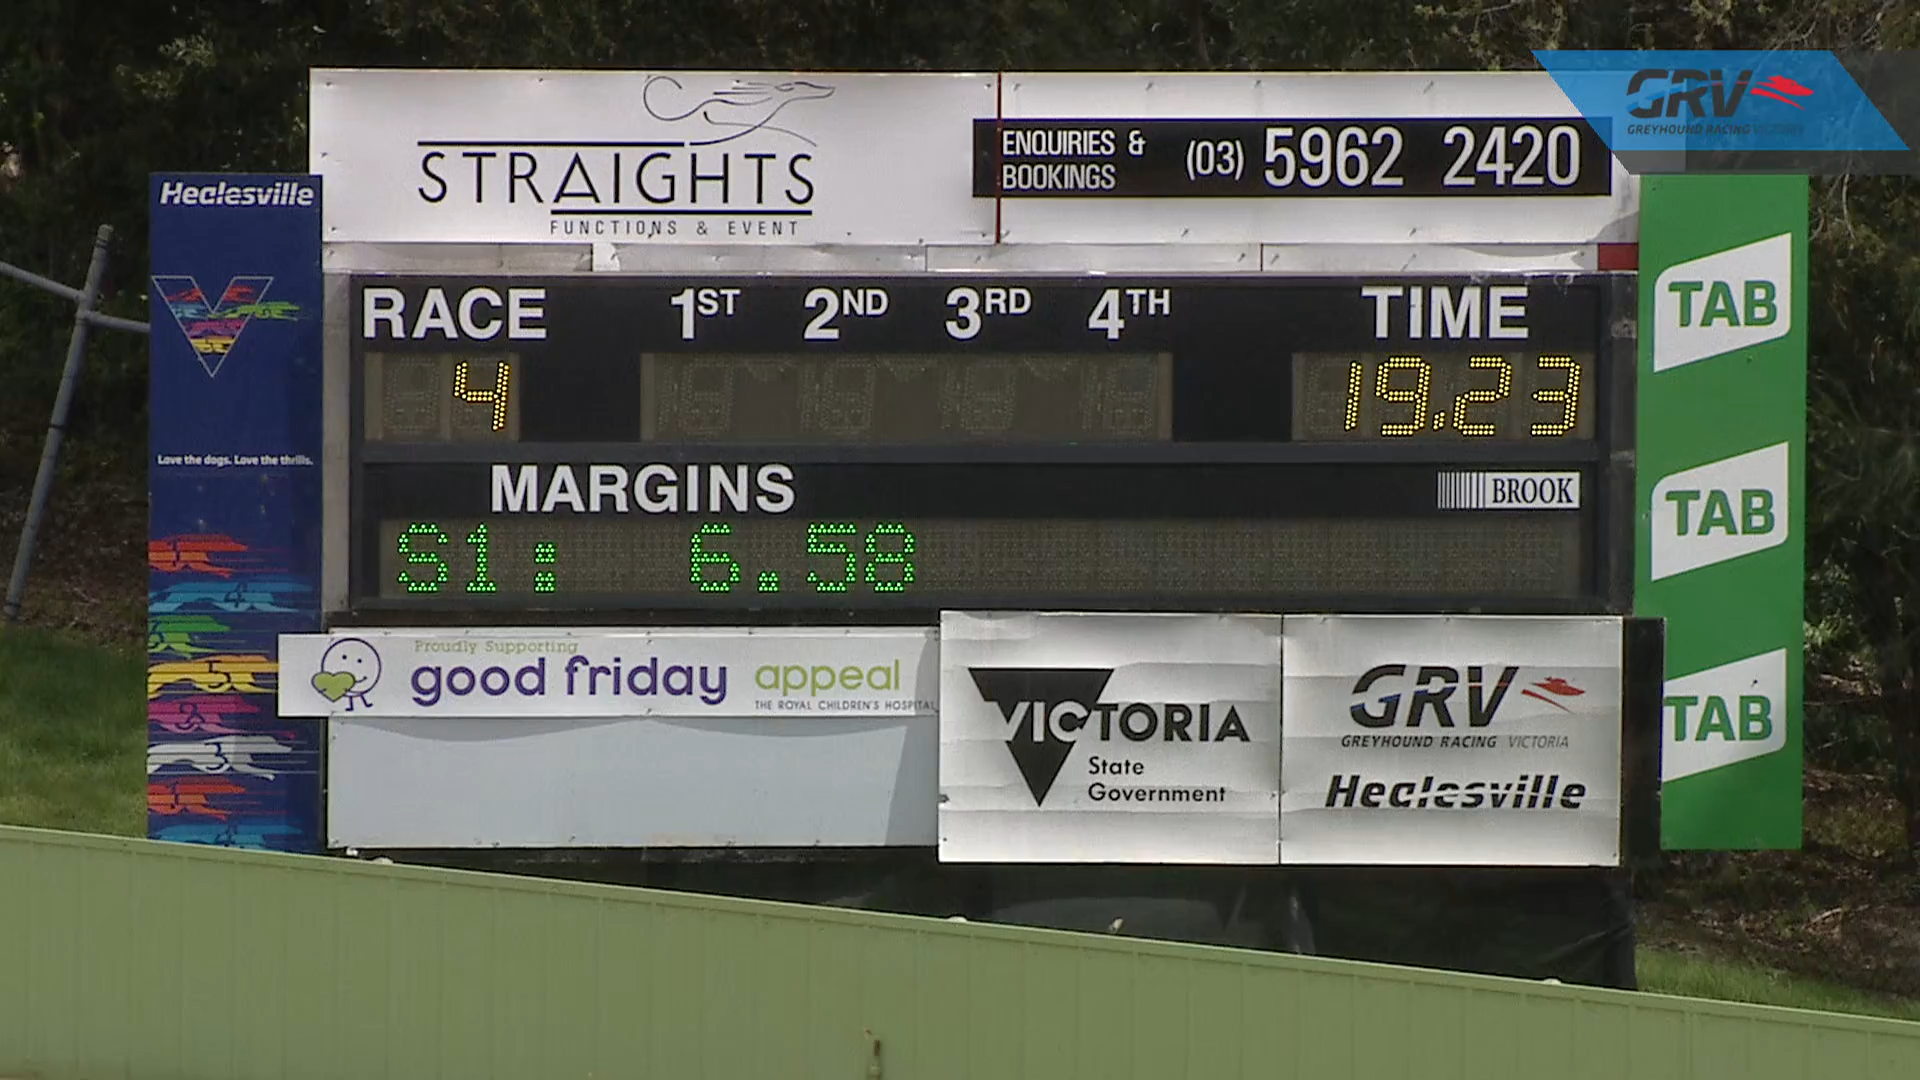 GRV
GREYHOUND RACING VICTORIA
STRAIGHTS
FUNCTIONS & EVENT
ENQUIRIES & BOOKINGS (03) 5962 2420
Healesville
Love the dogs. Love the thrills.
RACE 1ST 2ND 3RD 4TH TIME
4 19.23
MARGINS BROOK
S1: 6.58
TAB
TAB
TAB
Proudly Supporting
good friday appeal
THE ROYAL CHILDREN'S HOSPITAL
VICTORIA
State
Government
GRV
GREYHOUND RACING VICTORIA
Healesville